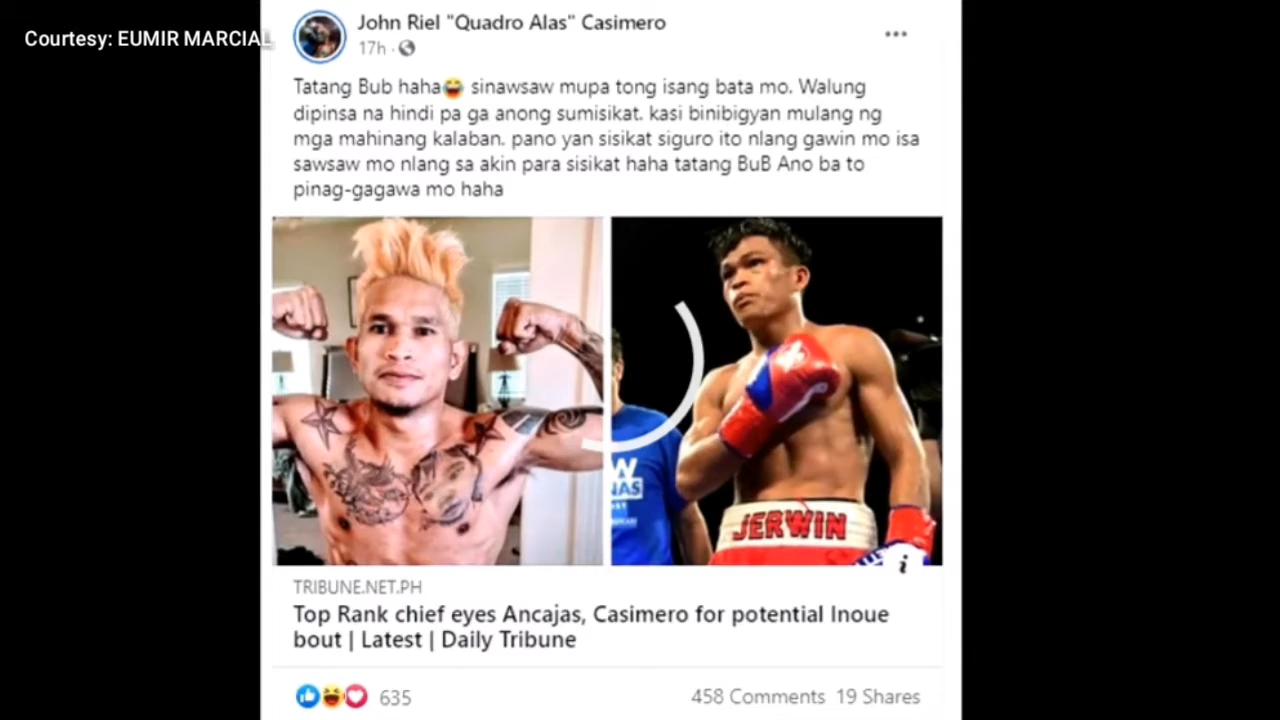 Courtesy: EUMIR MARCIAL
John Riel "Quadro Alas" Casimero
17h ·
Tatang Bub haha😂 sinawsaw mupa tong isang bata mo. Walung
dipinsa na hindi pa ga anong sumisikat. kasi binibigyan mulang ng
mga mahinang kalaban. pano yan sisikat siguro ito nlang gawin mo isa
sawsaw mo nlang sa akin para sisikat haha tatang BuB Ano ba to
pinag-gagawa mo haha
W
NAS
JERWIN
i
TRIBUNE.NET.PH
Top Rank chief eyes Ancajas, Casimero for potential Inoue
bout | Latest | Daily Tribune
635
458 Comments 19 Shares